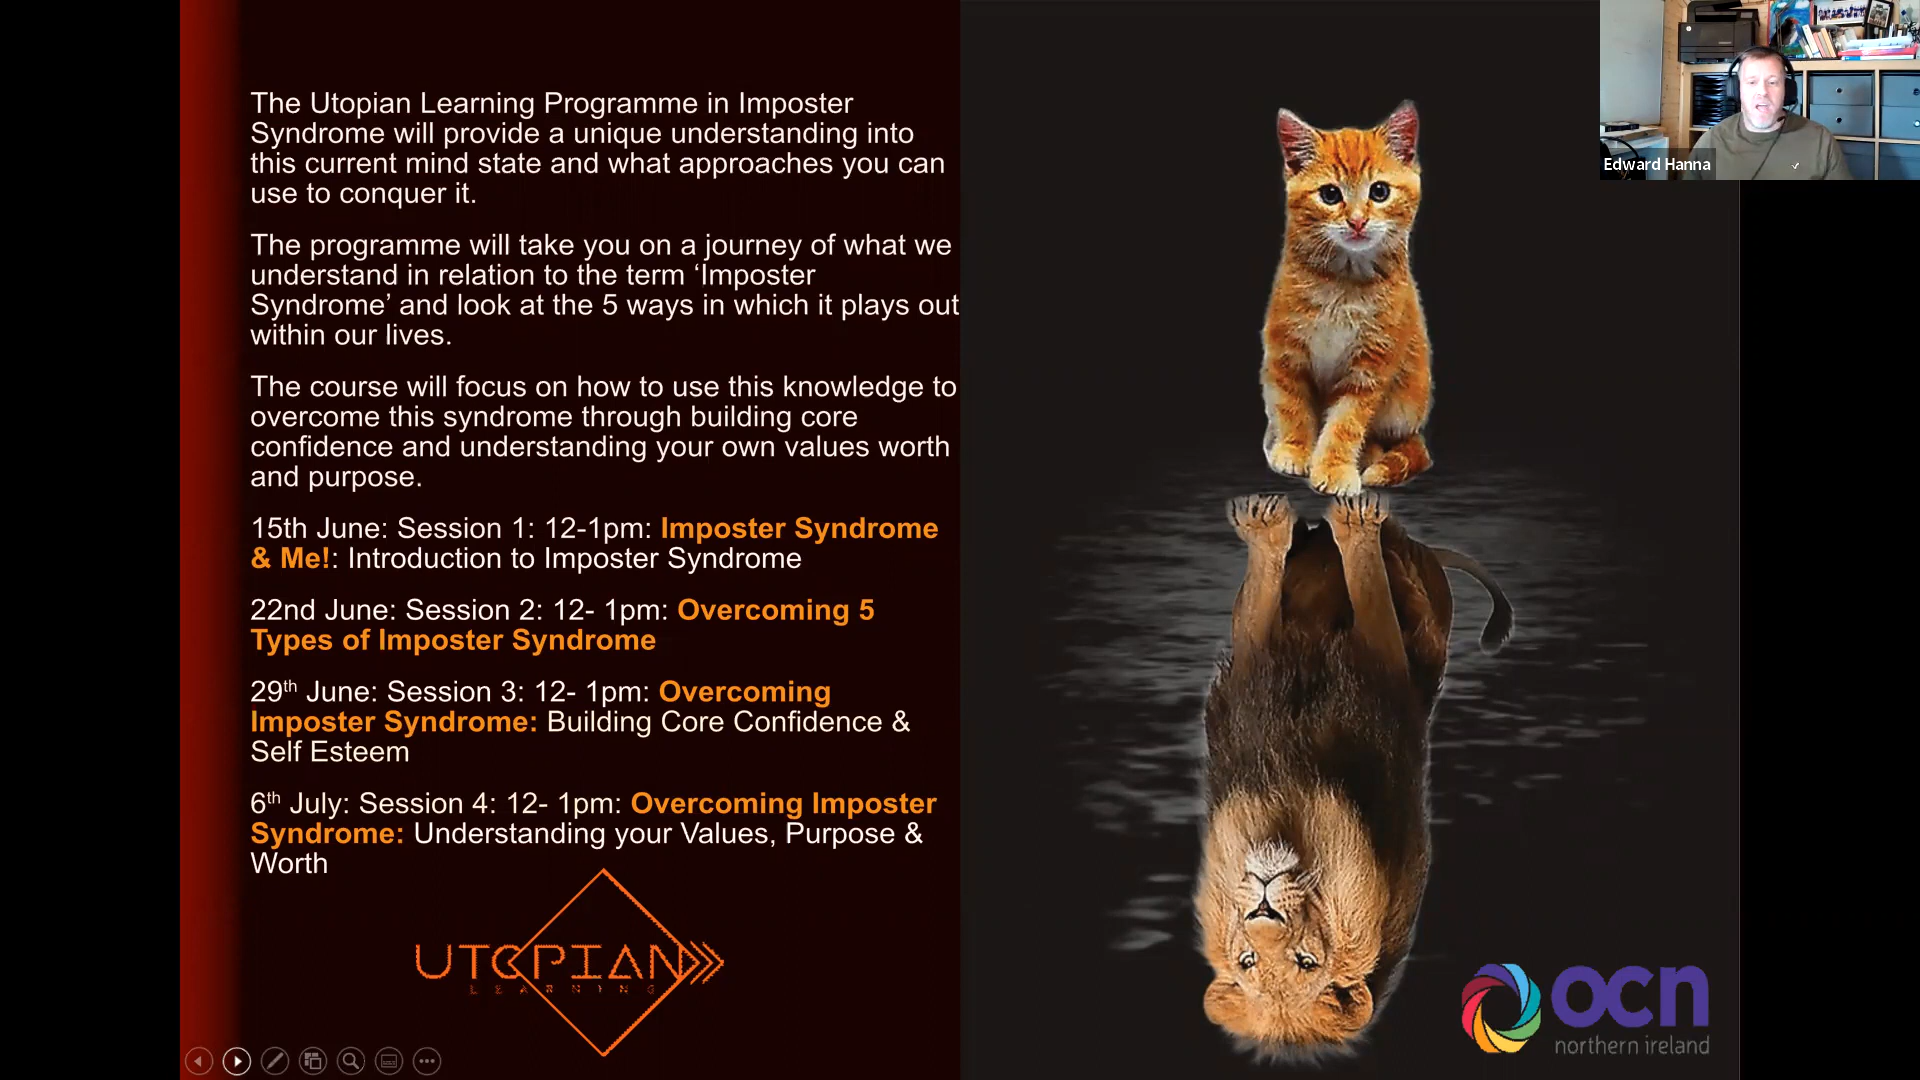 The Utopian Learning Programme in Imposter
Syndrome will provide a unique understanding into
this current mind state and what approaches you can
use to conquer it.
The programme will take you on a journey of what we
understand in relation to the term ‘Imposter
Syndrome’ and look at the 5 ways in which it plays out
within our lives.
The course will focus on how to use this knowledge to
overcome this syndrome through building core
confidence and understanding your own values worth
and purpose.
15th June: Session 1: 12-1pm: Imposter Syndrome
& Me!: Introduction to Imposter Syndrome
22nd June: Session 2: 12- 1pm: Overcoming 5
Types of Imposter Syndrome
29th June: Session 3: 12- 1pm: Overcoming
Imposter Syndrome: Building Core Confidence &
Self Esteem
6th July: Session 4: 12- 1pm: Overcoming Imposter
Syndrome: Understanding your Values, Purpose &
Worth
UTOPIAN
LEARNING
Edward Hanna
ocn
northern ireland